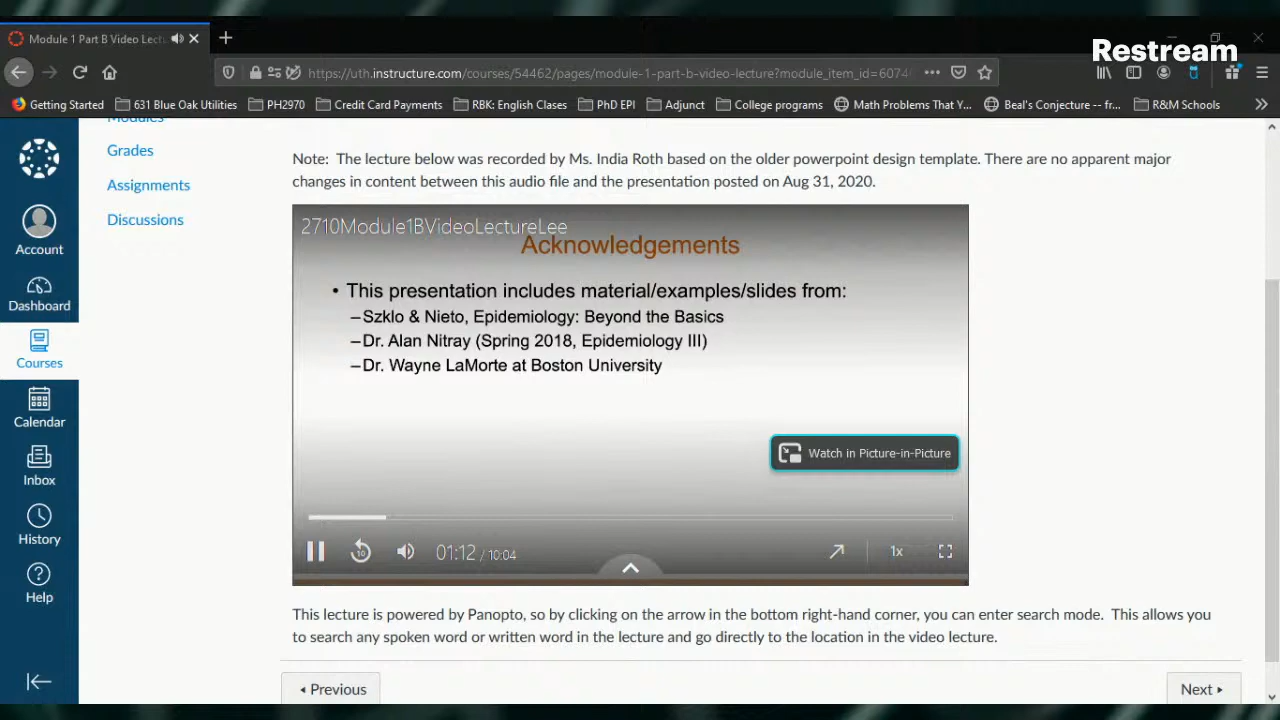 Module 1 Part B Video Lectu
Restream
https://uth.instructure.com/courses/54462/pages/module-1-part-b-video-lecture?module_item_id=6074
Getting Started
631 Blue Oak Utilities
PH2970
Credit Card Payments
RBK: English Clases
PhD EPI
Adjunct
College programs
Math Problems That Y...
Beal's Conjecture -- fr...
R&M Schools
Modules
Grades
Assignments
Discussions
Account
Dashboard
Courses
Calendar
Inbox
History
Help
Note: The lecture below was recorded by Ms. India Roth based on the older powerpoint design template. There are no apparent major
changes in content between this audio file and the presentation posted on Aug 31, 2020.
2710Module1BVideoLectureLee
Acknowledgements
• This presentation includes material/examples/slides from:
–Szklo & Nieto, Epidemiology: Beyond the Basics
–Dr. Alan Nitray (Spring 2018, Epidemiology III)
–Dr. Wayne LaMorte at Boston University
Watch in Picture-in-Picture
10
01:12 / 10:04
1x
This lecture is powered by Panopto, so by clicking on the arrow in the bottom right-hand corner, you can enter search mode. This allows you
to search any spoken word or written word in the lecture and go directly to the location in the video lecture.
Previous
Next